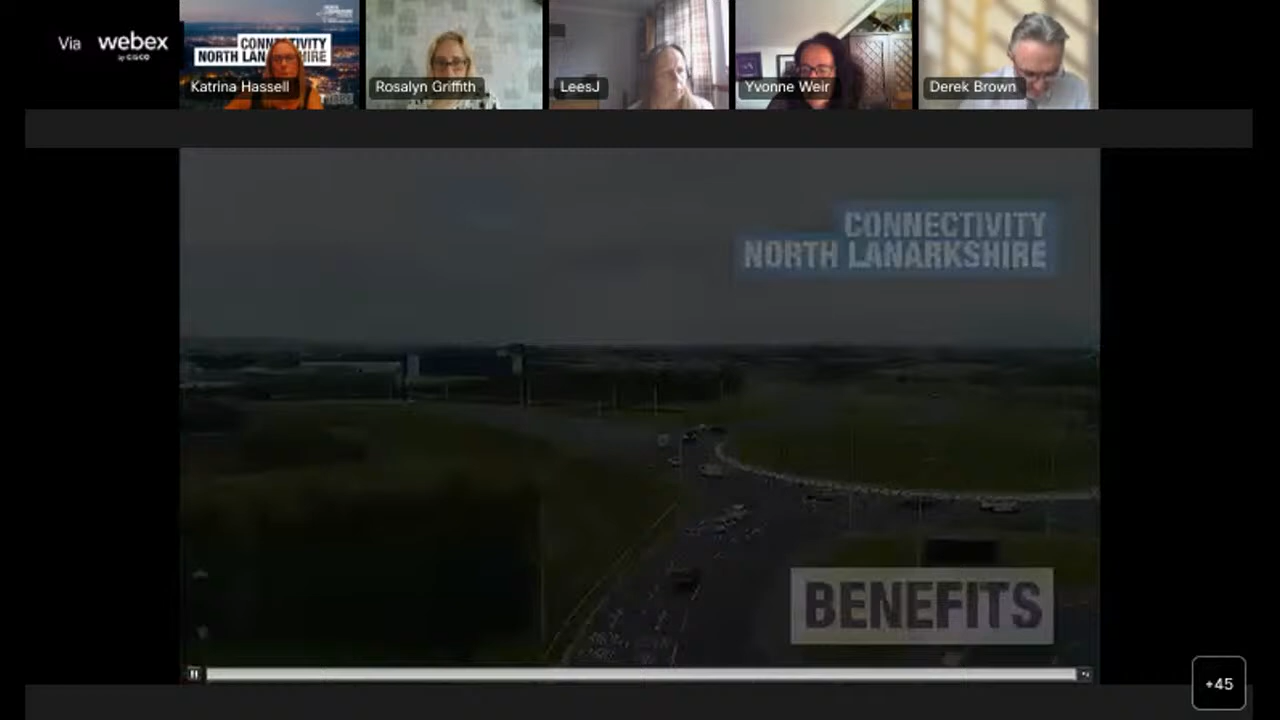 Via webex
by CISCO
CONNECTIVITY
NORTH LANARKSHIRE
Katrina Hassell
Rosalyn Griffith
LeesJ
Yvonne Weir
Derek Brown
CONNECTIVITY
NORTH LANARKSHIRE
BENEFITS
+45